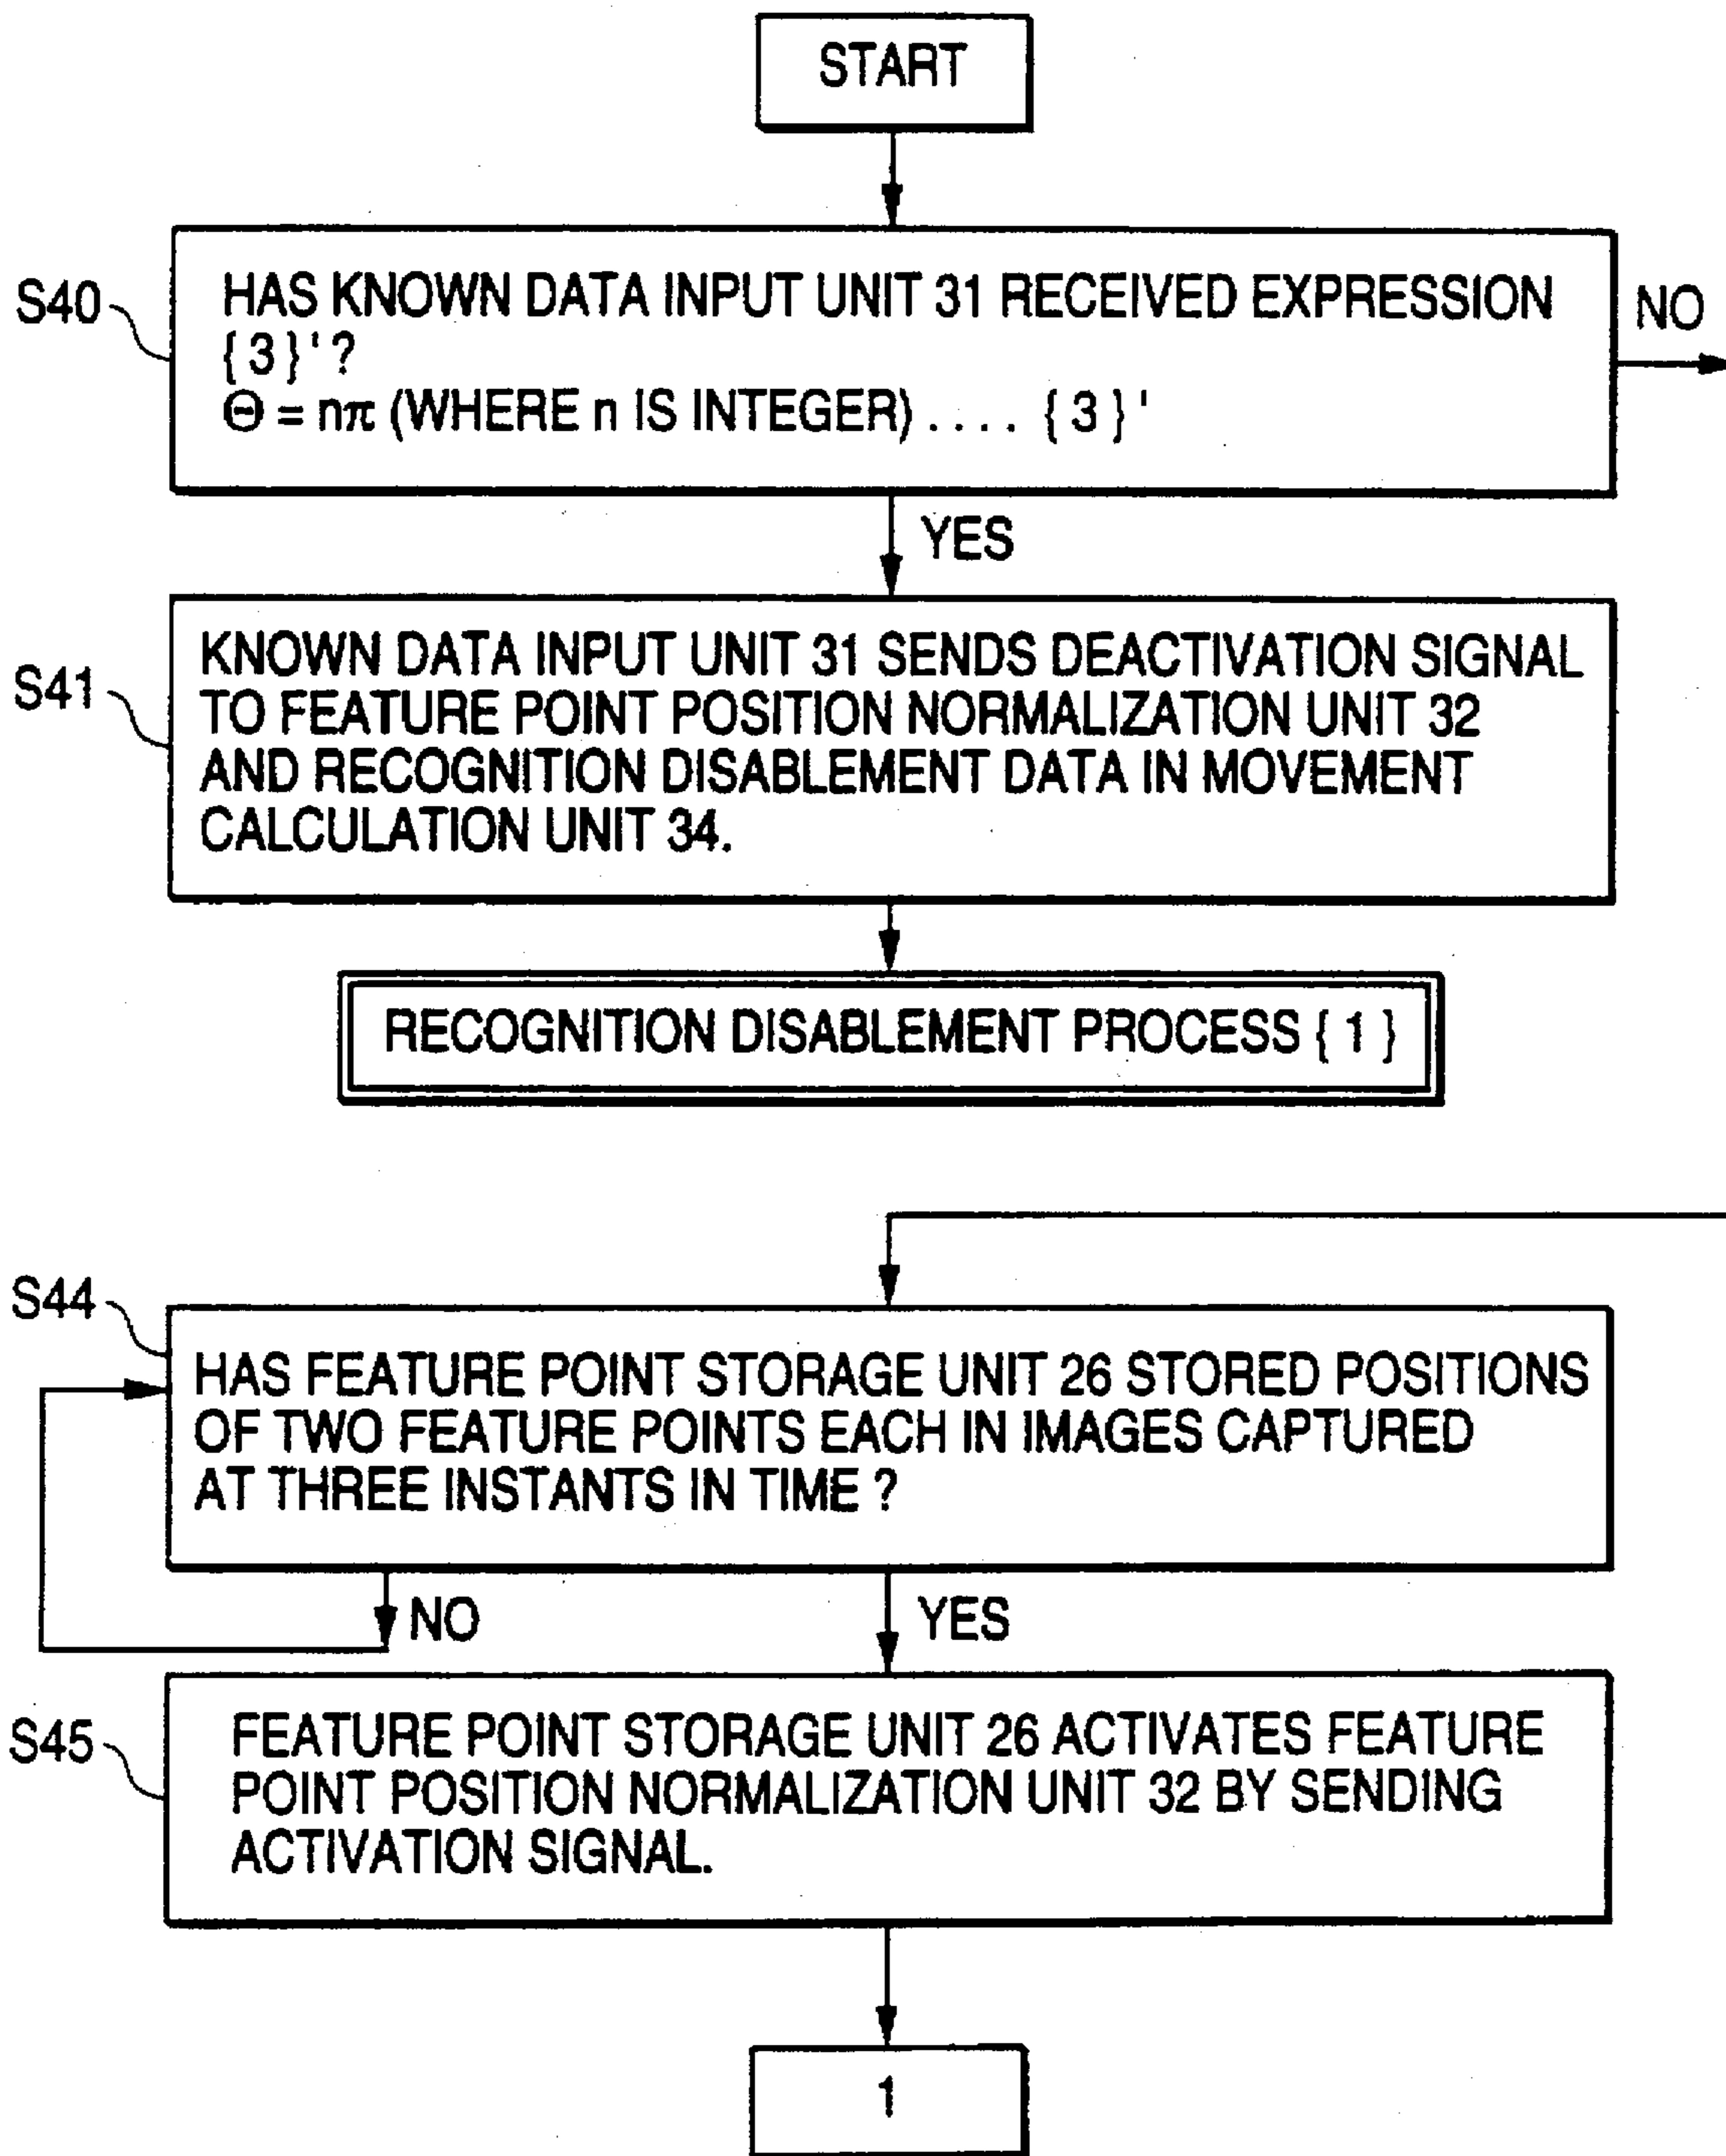 START
S40
HAS KNOWN DATA INPUT UNIT 31 RECEIVED EXPRESSION
{ 3 } ' ?
Θ = nπ (WHERE n IS INTEGER) . . . . { 3 } '
NO
YES
S41
KNOWN DATA INPUT UNIT 31 SENDS DEACTIVATION SIGNAL
TO FEATURE POINT POSITION NORMALIZATION UNIT 32
AND RECOGNITION DISABLEMENT DATA IN MOVEMENT
CALCULATION UNIT 34.
RECOGNITION DISABLEMENT PROCESS { 1 }
S44
HAS FEATURE POINT STORAGE UNIT 26 STORED POSITIONS
OF TWO FEATURE POINTS EACH IN IMAGES CAPTURED
AT THREE INSTANTS IN TIME ?
NO
YES
S45
FEATURE POINT STORAGE UNIT 26 ACTIVATES FEATURE
POINT POSITION NORMALIZATION UNIT 32 BY SENDING
ACTIVATION SIGNAL.
1